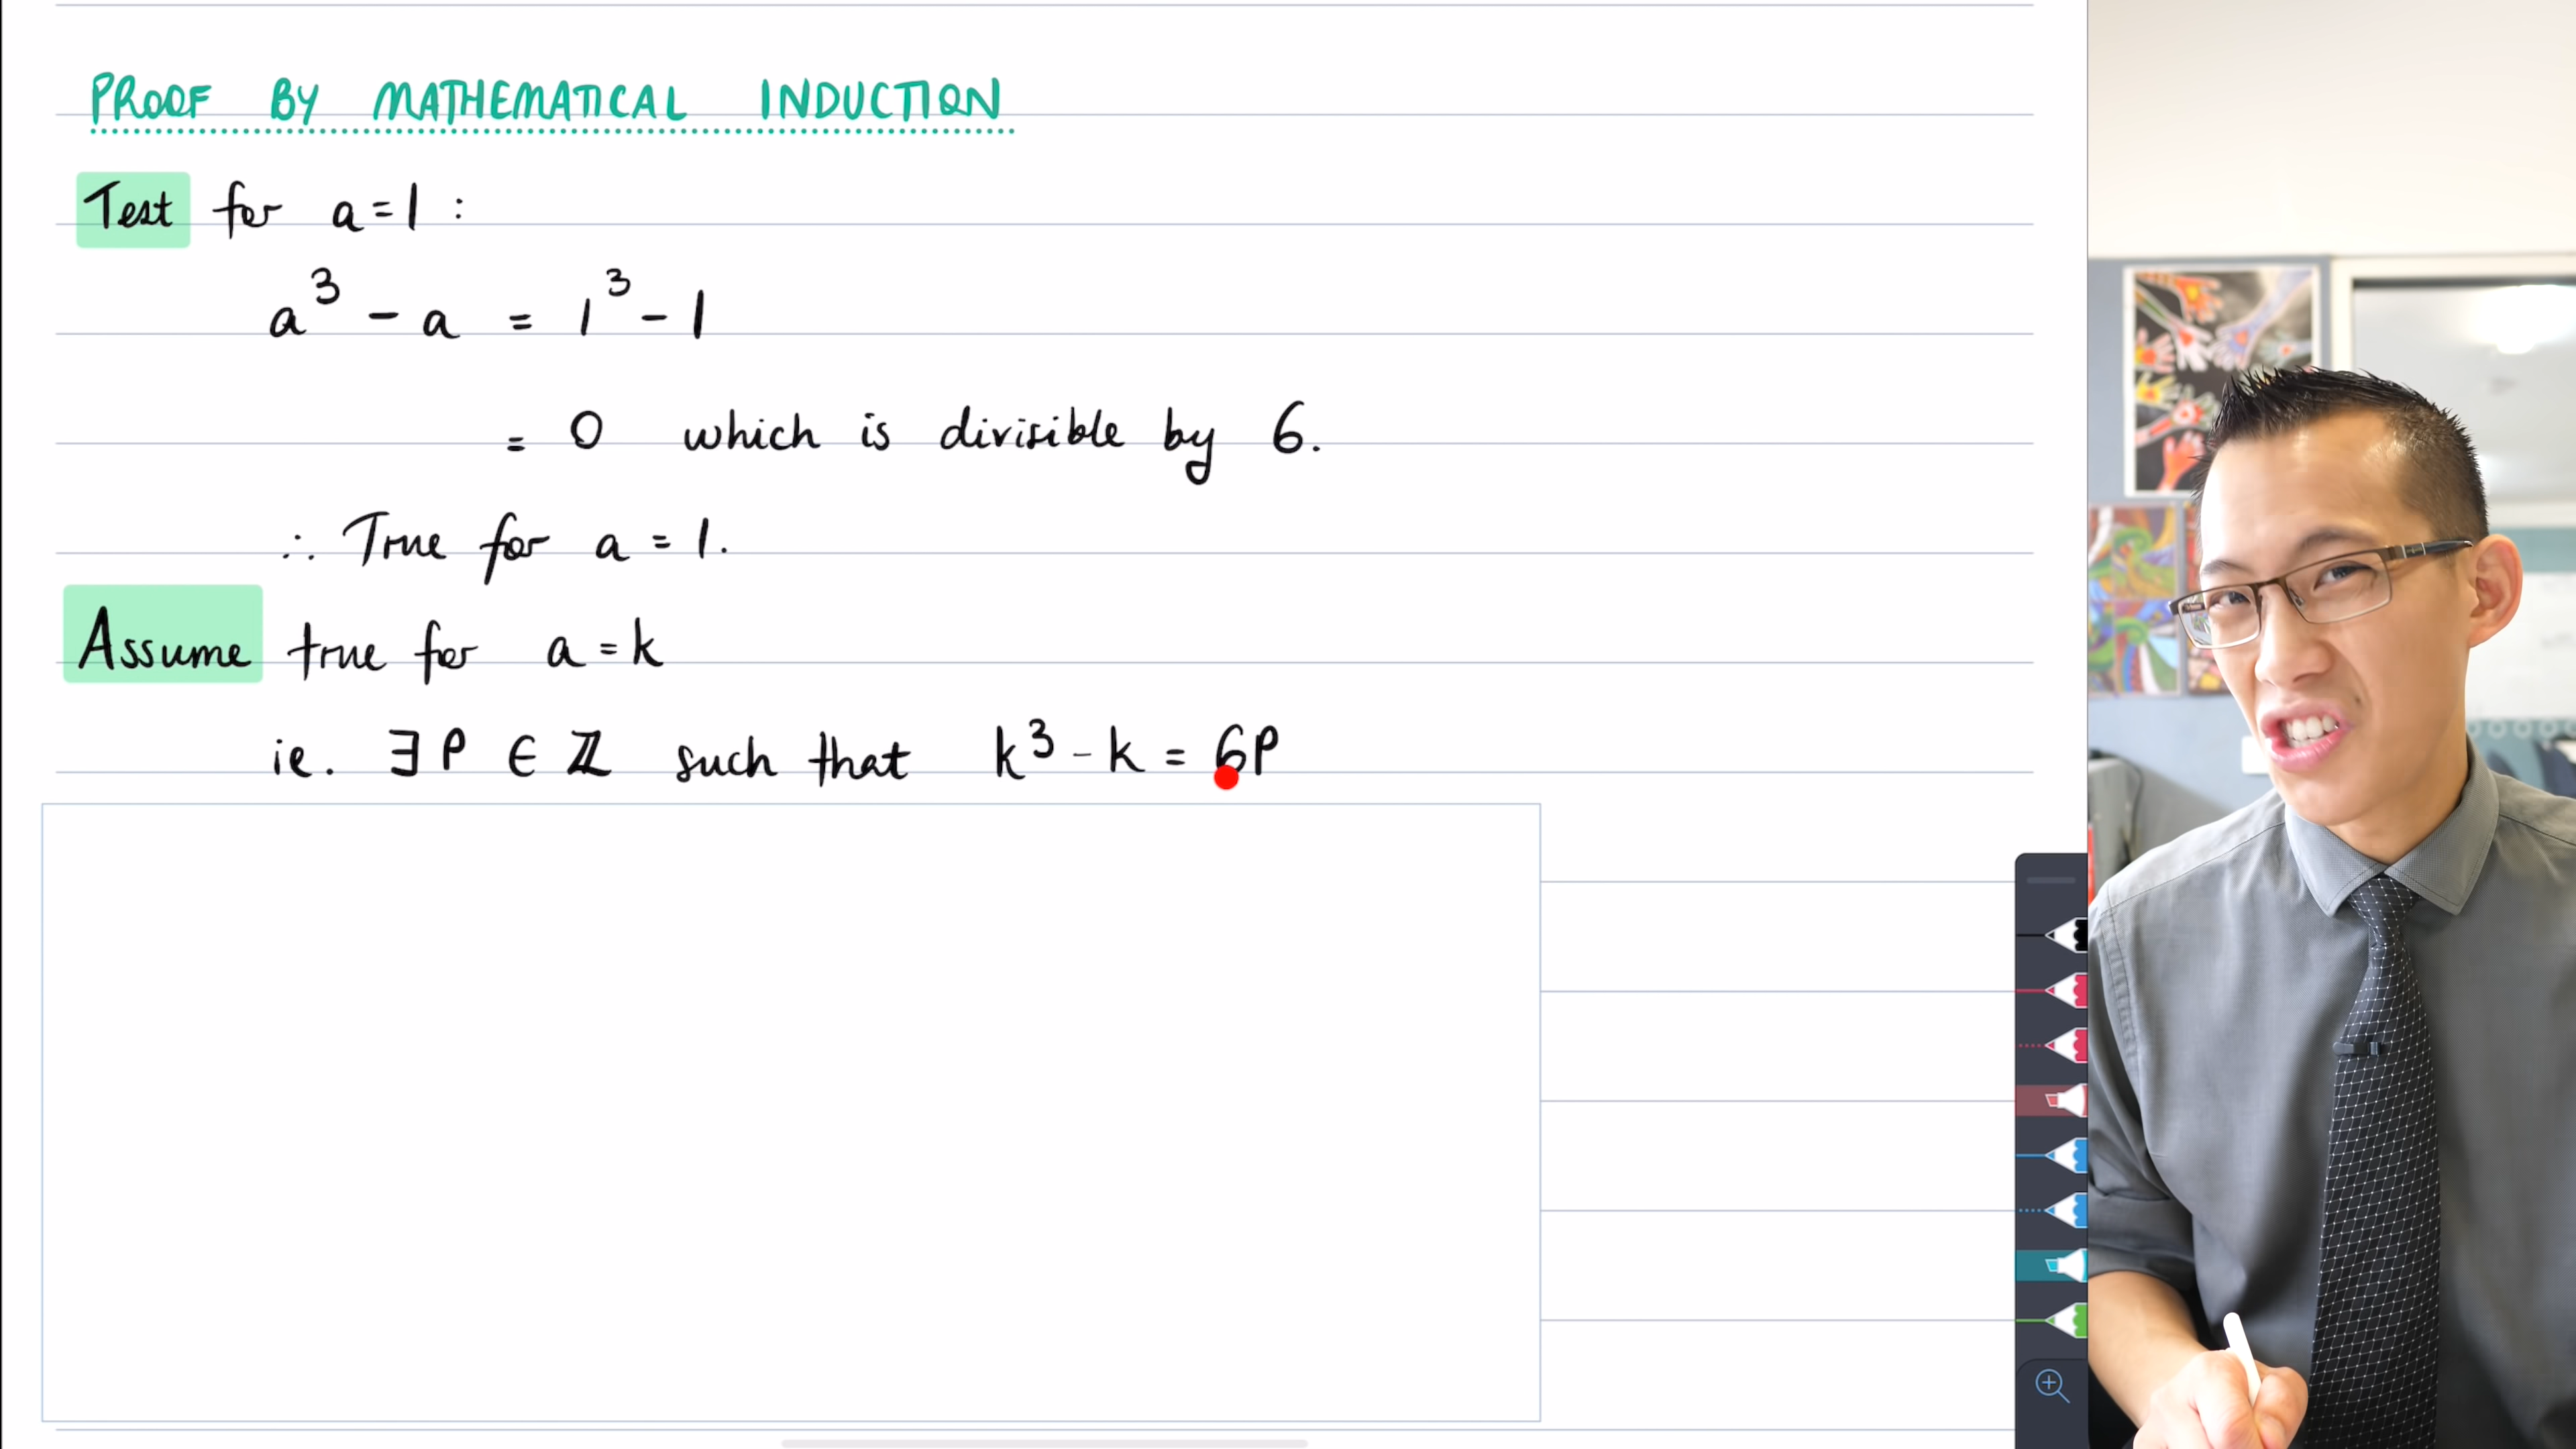 PROOF BY MATHEMATICAL INDUCTION
Test for a=1 :
a³ - a = 1³ - 1
= 0 which is divisible by 6.
∴ True for a = 1.
Assume true for a = k
ie. ∃ P ∈ ℤ such that k³ - k = 6P